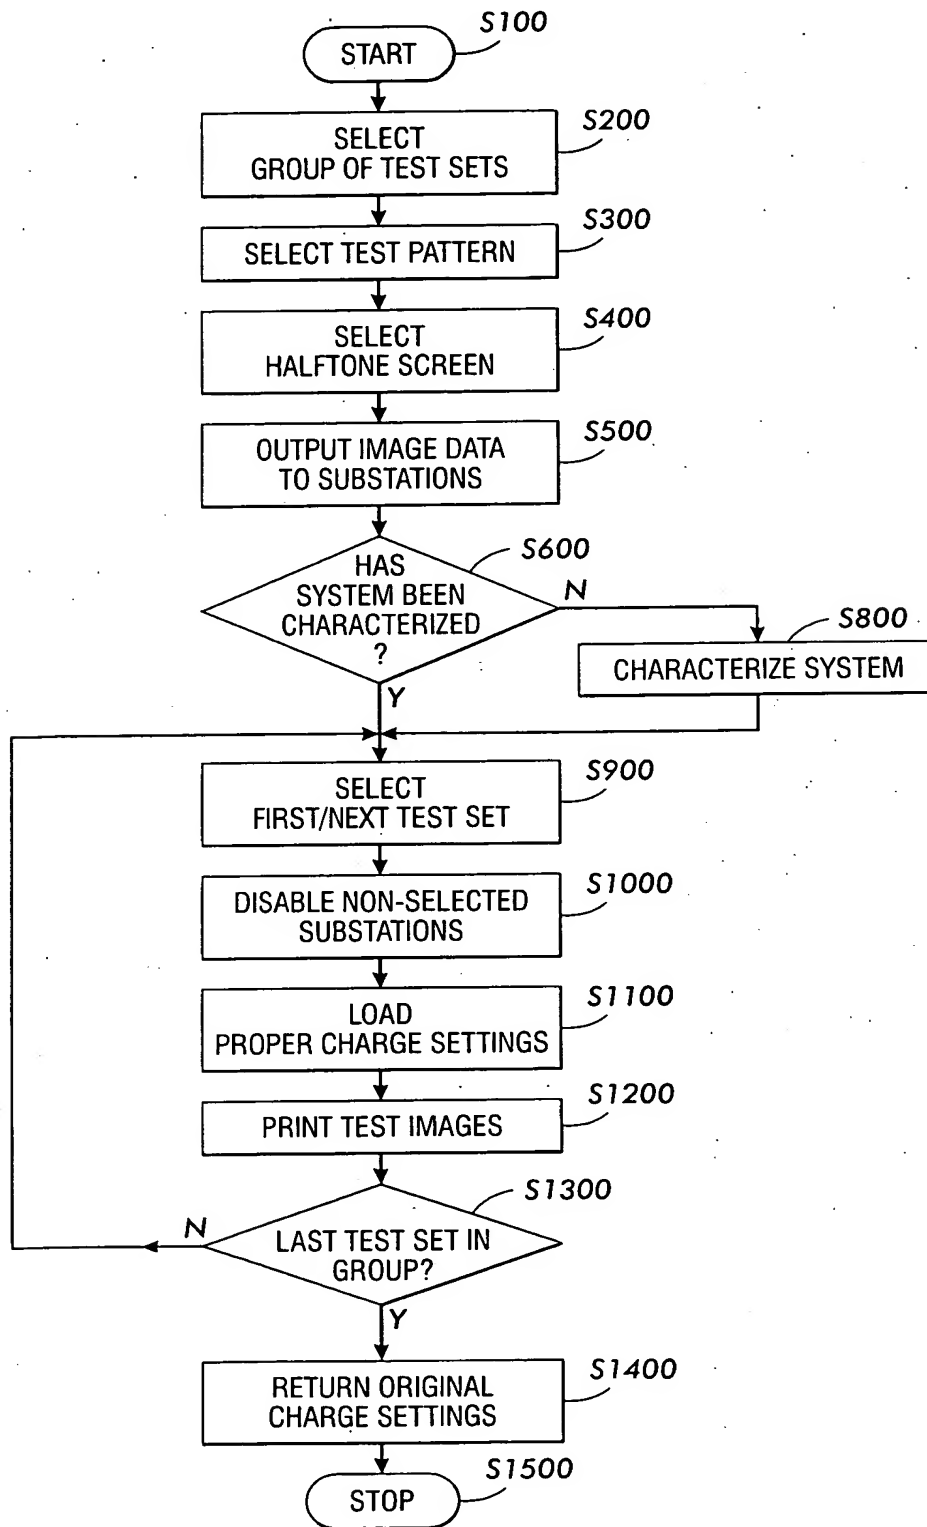 S100
START
S200
SELECT
GROUP OF TEST SETS
S300
SELECT TEST PATTERN
S400
SELECT
HALFTONE SCREEN
S500
OUTPUT IMAGE DATA
TO SUBSTATIONS
S600
HAS
SYSTEM BEEN
CHARACTERIZED
?
N
S800
CHARACTERIZE SYSTEM
Y
S900
SELECT
FIRST/NEXT TEST SET
S1000
DISABLE NON-SELECTED
SUBSTATIONS
S1100
LOAD
PROPER CHARGE SETTINGS
S1200
PRINT TEST IMAGES
S1300
N
LAST TEST SET IN
GROUP?
Y
S1400
RETURN ORIGINAL
CHARGE SETTINGS
S1500
STOP